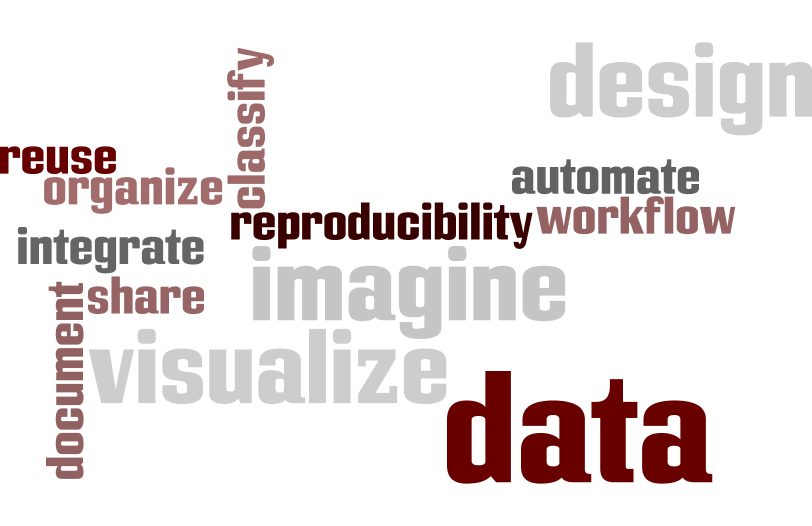 design
classify
reuse
organize
automate
reproducibility
workflow
integrate
imagine
share
document
visualize
data